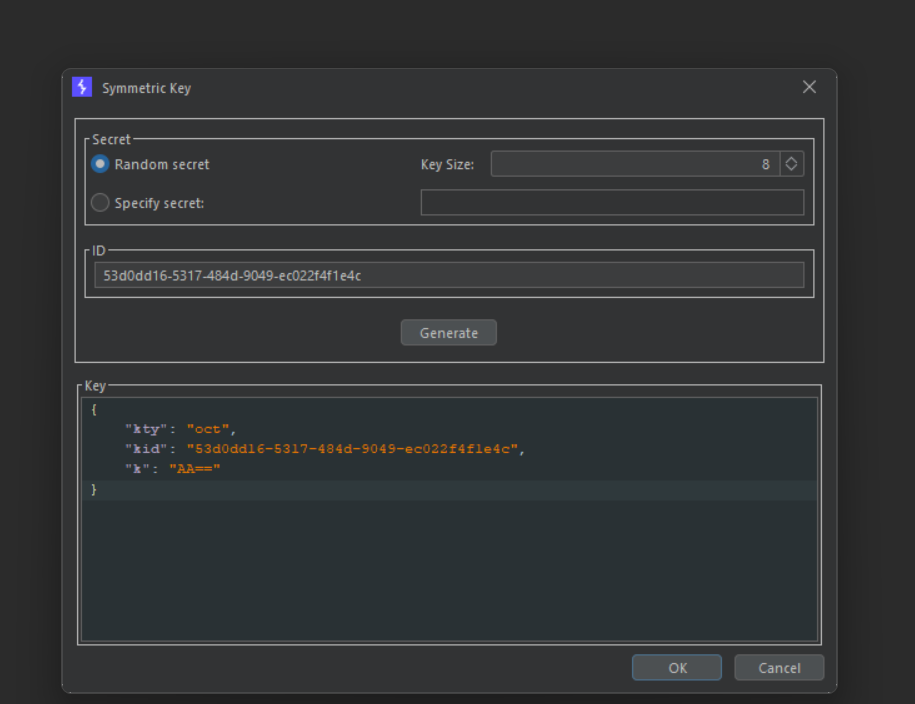 Symmetric Key
Secret
Random secret
Key Size:
8
Specify secret:
ID
53d0dd16-5317-484d-9049-ec022f4f1e4c
Generate
Key
{
"kty": "oct",
"kid": "53d0dd16-5317-484d-9049-ec022f4f1e4c",
"k": "AA=="
}
OK
Cancel